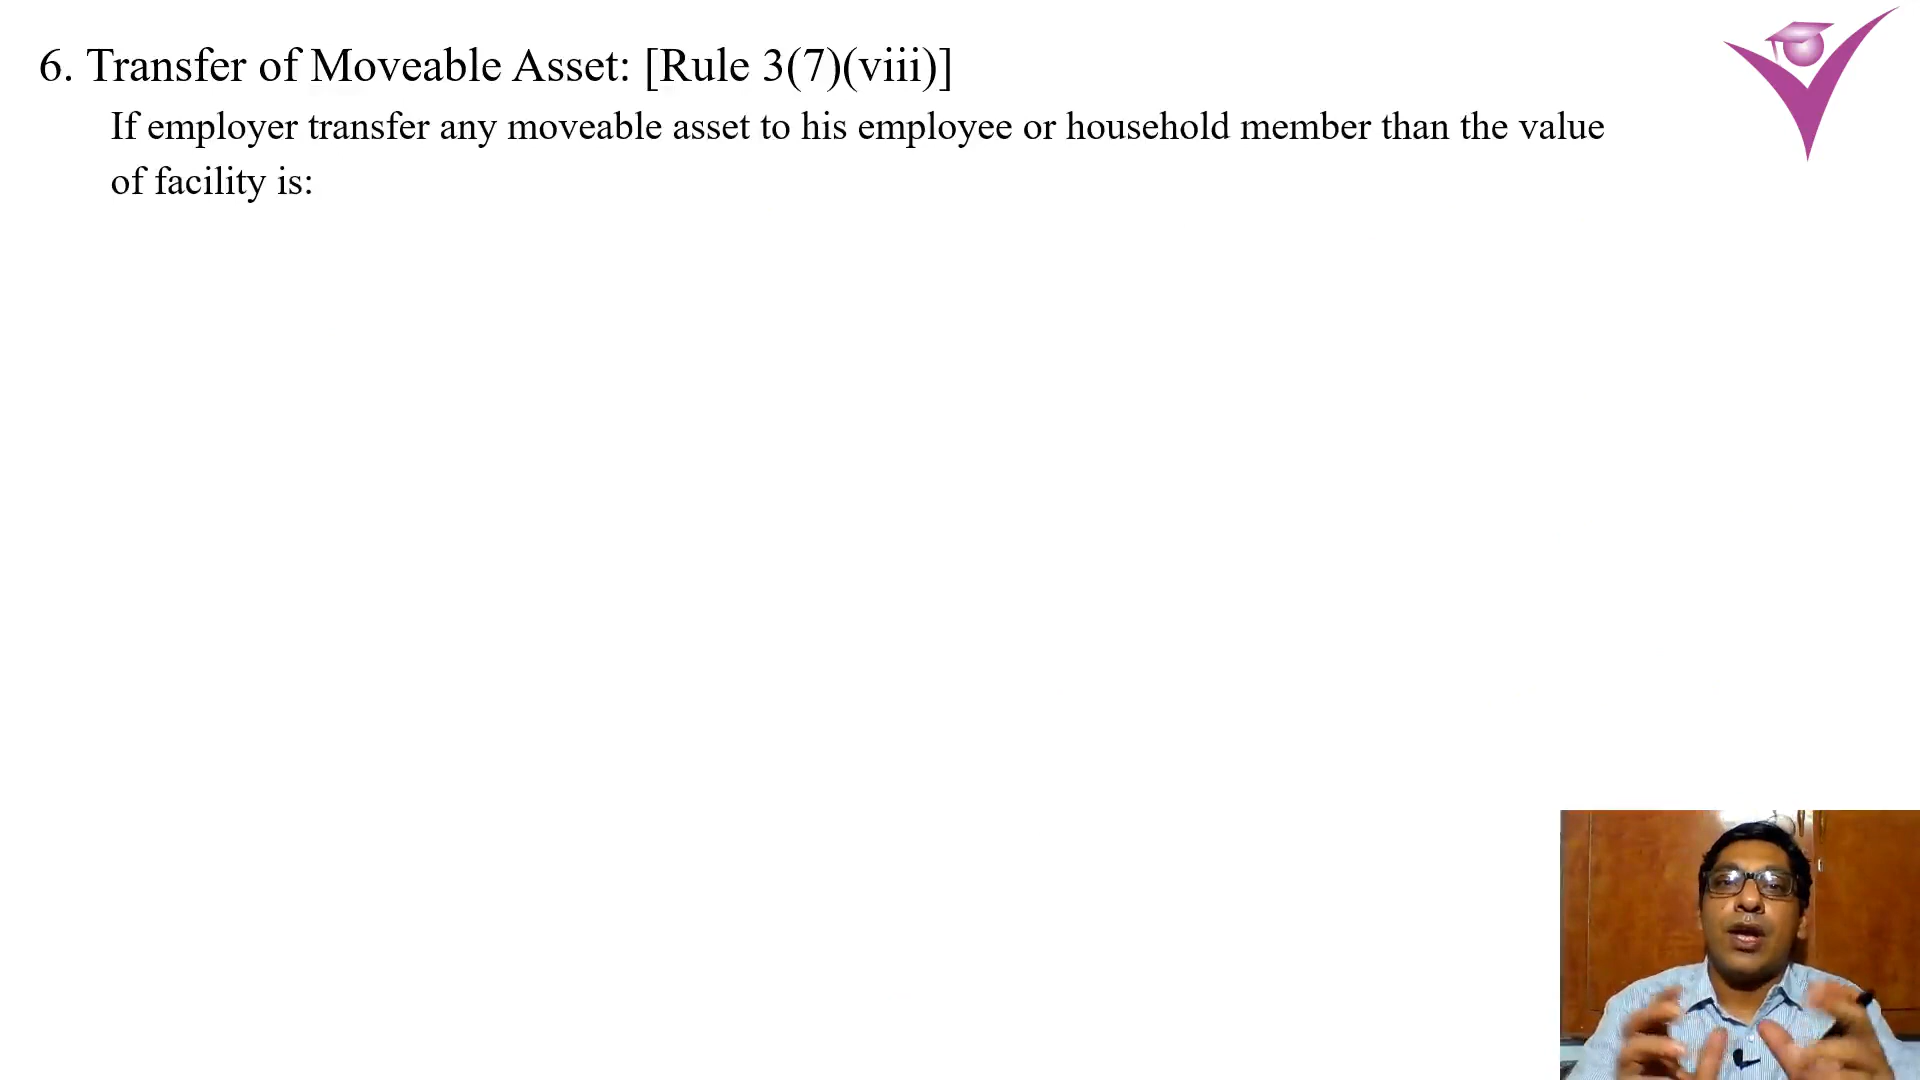 6. Transfer of Moveable Asset: [Rule 3(7)(viii)]
If employer transfer any moveable asset to his employee or household member than the value
of facility is: